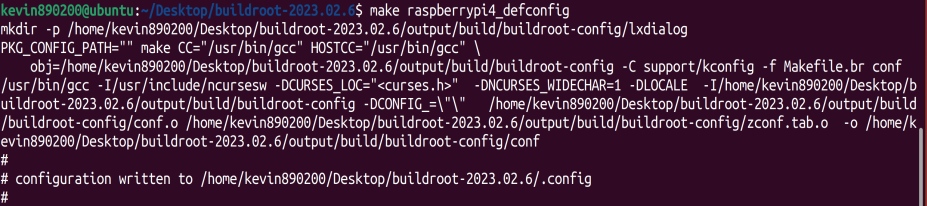 kevin890200@ubuntu:~/Desktop/buildroot-2023.02.6$ make raspberrypi4_defconfig
mkdir -p /home/kevin890200/Desktop/buildroot-2023.02.6/output/build/buildroot-config/lxdialog
PKG_CONFIG_PATH="" make CC="/usr/bin/gcc" HOSTCC="/usr/bin/gcc" \
    obj=/home/kevin890200/Desktop/buildroot-2023.02.6/output/build/buildroot-config -C support/kconfig -f Makefile.br conf
/usr/bin/gcc -I/usr/include/ncursesw -DCURSES_LOC="<curses.h>"  -DNCURSES_WIDECHAR=1 -DLOCALE  -I/home/kevin890200/Desktop/b
uildroot-2023.02.6/output/build/buildroot-config -DCONFIG_=\"\"   /home/kevin890200/Desktop/buildroot-2023.02.6/output/build
/buildroot-config/conf.o /home/kevin890200/Desktop/buildroot-2023.02.6/output/build/buildroot-config/zconf.tab.o  -o /home/k
evin890200/Desktop/buildroot-2023.02.6/output/build/buildroot-config/conf
#
# configuration written to /home/kevin890200/Desktop/buildroot-2023.02.6/.config
#